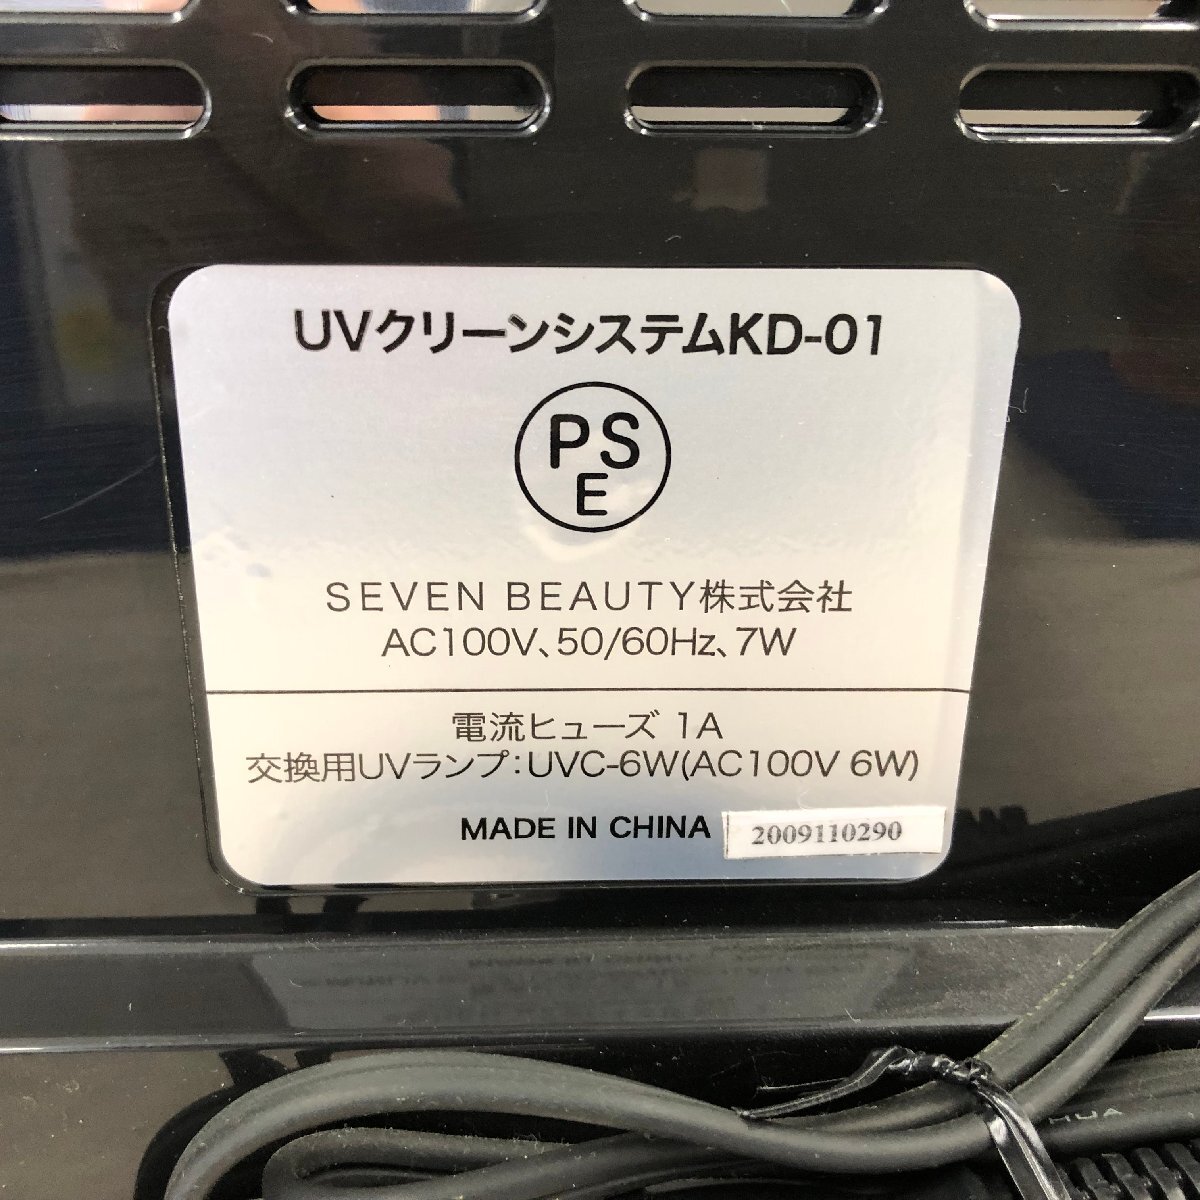 UVクリーンシステムKD-01
PS
E
SEVEN BEAUTY株式会社
AC100V、50/60Hz、7W
電流ヒューズ 1A
交換用UVランプ:UVC-6W(AC100V 6W)
MADE IN CHINA 2009110290
HUA